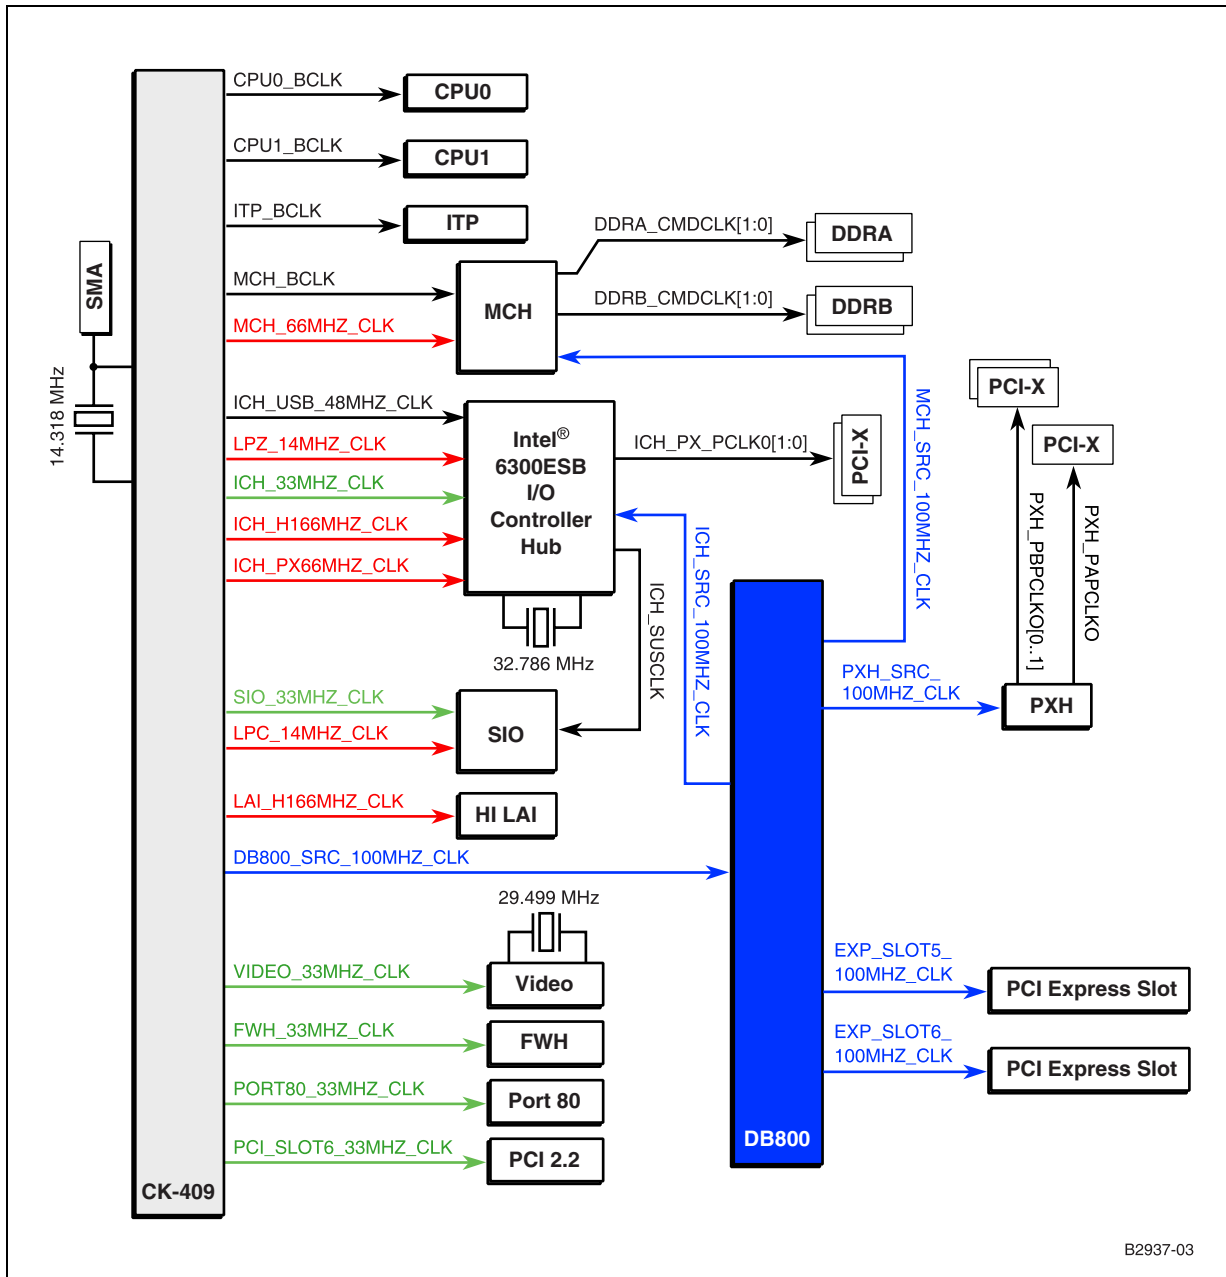 CPU0_BCLK
CPU0
CPU1_BCLK
CPU1
ITP_BCLK
ITP
DDRA_CMDCLK[1:0]
DDRA
SMA
MCH_BCLK
MCH
DDRB_CMDCLK[1:0]
DDRB
MCH_66MHZ_CLK
14.318 MHz
ICH_USB_48MHZ_CLK
LPZ_14MHZ_CLK
ICH_33MHZ_CLK
ICH_H166MHZ_CLK
ICH_PX66MHZ_CLK
Intel®
6300ESB
I/O
Controller
Hub
32.786 MHz
ICH_PX_PCLK0[1:0]
PCI-X
ICH_SUSCLK
ICH_SRC_100MHZ_CLK
MCH_SRC_100MHZ_CLK
PCI-X
PCI-X
PXH_PBPCLKO[0..1]
PXH_PAPCLKO
PXH_SRC_
100MHZ_CLK
PXH
SIO_33MHZ_CLK
LPC_14MHZ_CLK
SIO
LAI_H166MHZ_CLK
HI LAI
DB800_SRC_100MHZ_CLK
29.499 MHz
VIDEO_33MHZ_CLK
Video
FWH_33MHZ_CLK
FWH
PORT80_33MHZ_CLK
Port 80
PCI_SLOT6_33MHZ_CLK
PCI 2.2
EXP_SLOT5_
100MHZ_CLK
PCI Express Slot
EXP_SLOT6_
100MHZ_CLK
PCI Express Slot
DB800
CK-409
B2937-03